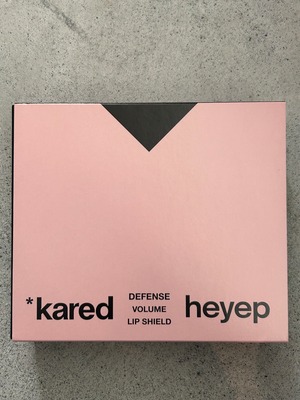 *kared
DEFENSE
VOLUME
LIP SHIELD
heyep